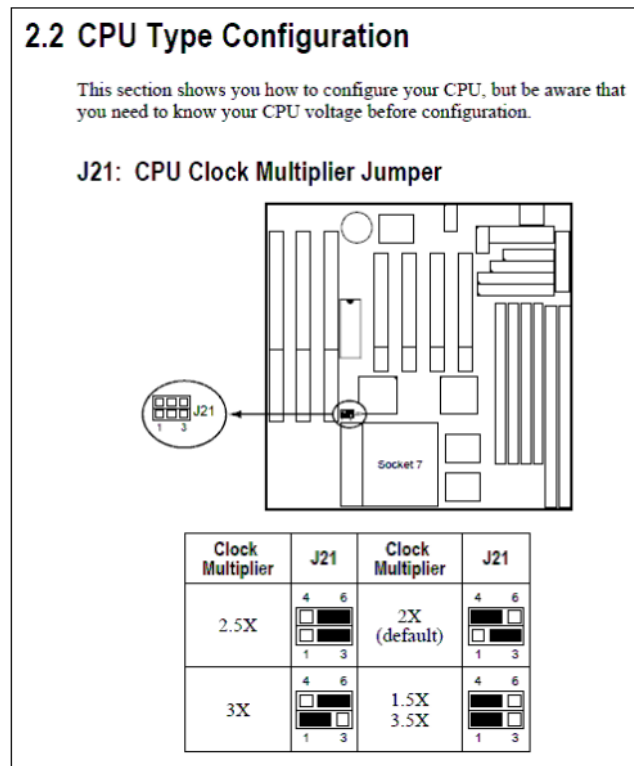 2.2 CPU Type Configuration
This section shows you how to configure your CPU, but be aware that
you need to know your CPU voltage before configuration.
J21: CPU Clock Multiplier Jumper
J21
1 3
Socket 7
Clock Multiplier J21 Clock Multiplier J21
2.5X
4 6
1 3
2X
(default)
4 6
1 3
3X
4 6
1 3
1.5X
3.5X
4 6
1 3